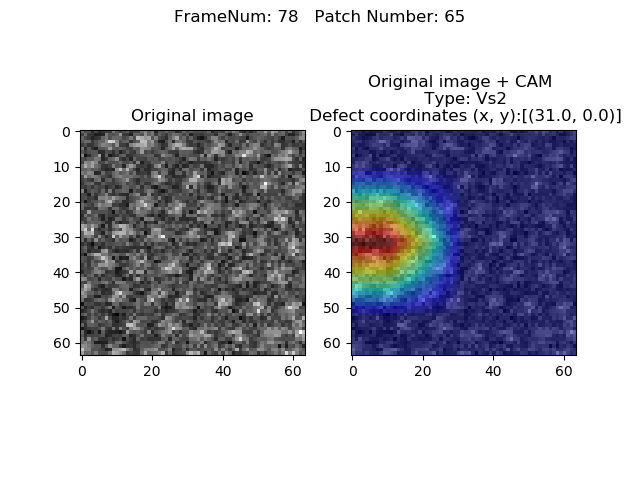 FrameNum: 78   Patch Number: 65
Original image
Original image + CAM
Type: Vs2
Defect coordinates (x, y):[(31.0, 0.0)]
0
10
20
30
40
50
60
0 20 40 60
0
10
20
30
40
50
60
0 20 40 60